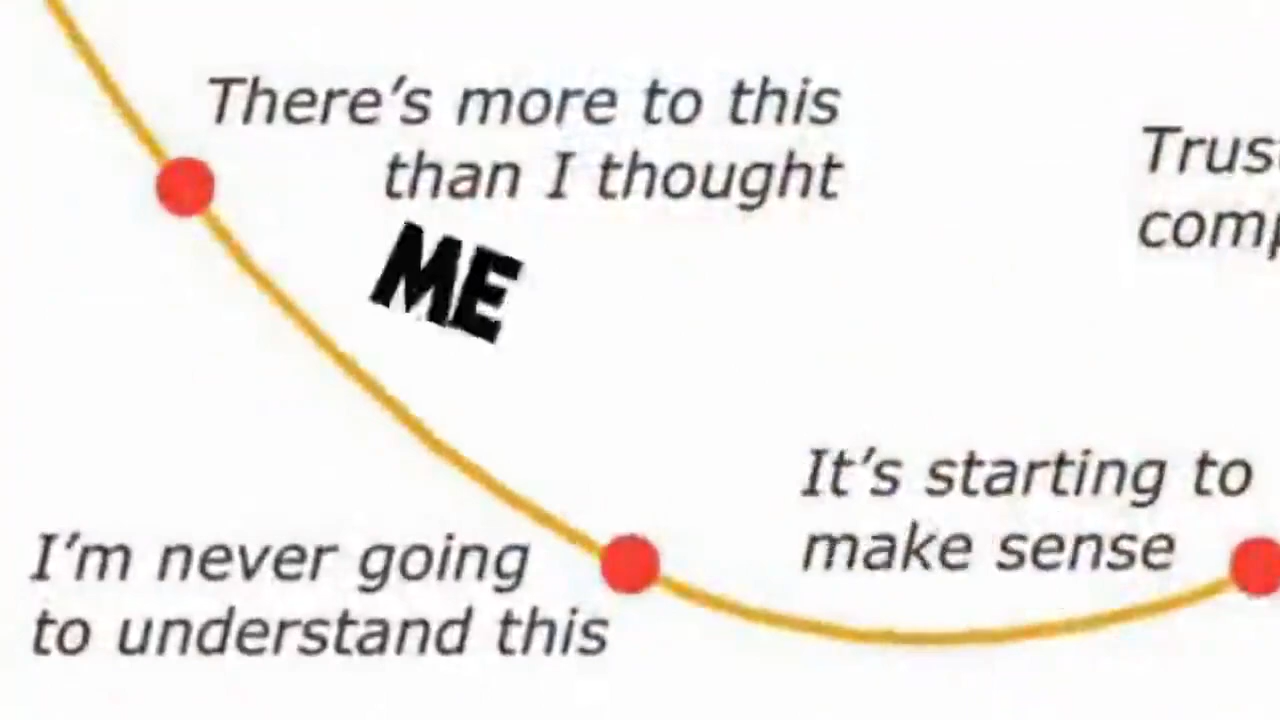 There's more to this
than I thought
ME
I'm never going
to understand this
It's starting to
make sense